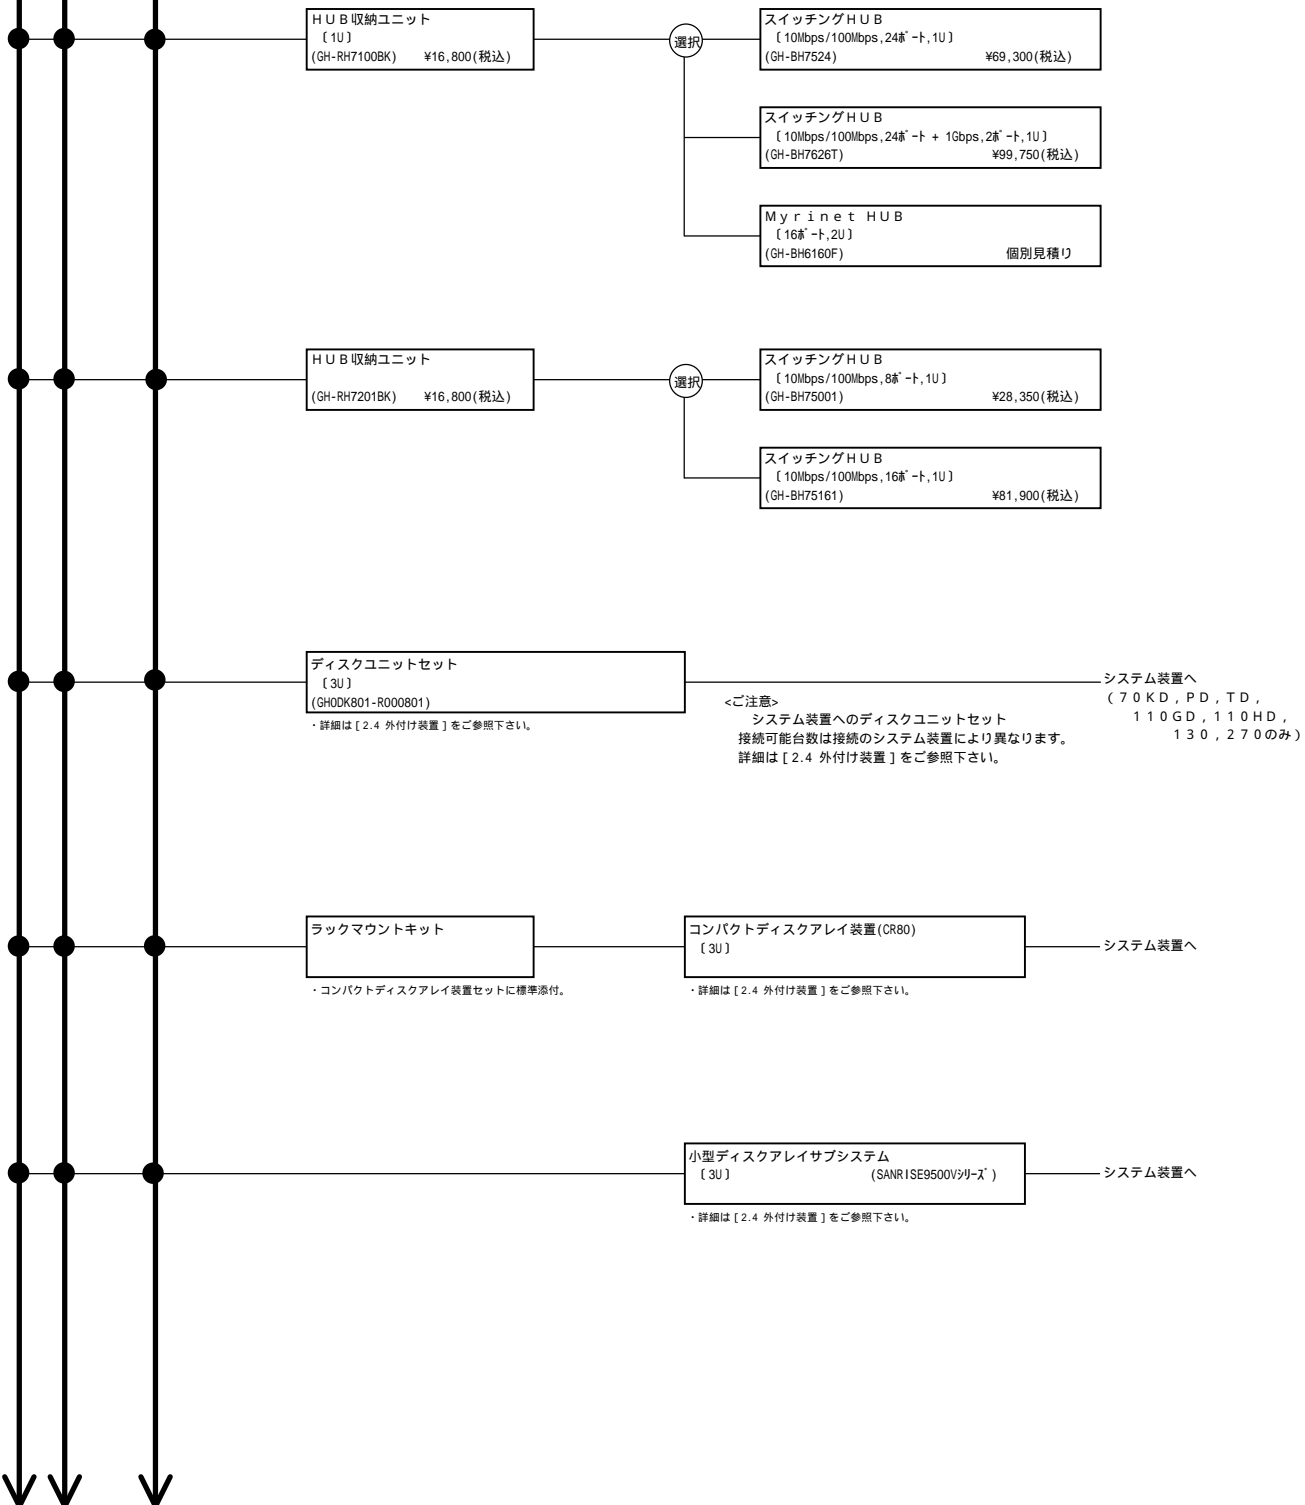 ＨＵＢ収納ユニット
〔1U〕
(GH-RH7100BK) ¥16,800(税込)
選択
スイッチングＨＵＢ
〔10Mbps/100Mbps,24ﾎﾟｰﾄ,1U〕
(GH-BH7524) ¥69,300(税込)
スイッチングＨＵＢ
〔10Mbps/100Mbps,24ﾎﾟｰﾄ + 1Gbps,2ﾎﾟｰﾄ,1U〕
(GH-BH7626T) ¥99,750(税込)
Ｍｙｒｉｎｅｔ ＨＵＢ
〔16ﾎﾟｰﾄ,2U〕
(GH-BH6160F) 個別見積り
ＨＵＢ収納ユニット
(GH-RH7201BK) ¥16,800(税込)
選択
スイッチングＨＵＢ
〔10Mbps/100Mbps,8ﾎﾟｰﾄ,1U〕
(GH-BH75001) ¥28,350(税込)
スイッチングＨＵＢ
〔10Mbps/100Mbps,16ﾎﾟｰﾄ,1U〕
(GH-BH75161) ¥81,900(税込)
ディスクユニットセット
〔3U〕
(GHODK801-R000801)
・詳細は［2.4 外付け装置］をご参照下さい。
<ご注意>
システム装置へのディスクユニットセット
接続可能台数は接続のシステム装置により異なります。
詳細は［2.4 外付け装置］をご参照下さい。
システム装置へ
（７０ＫＤ，ＰＤ，ＴＤ，
１１０ＧＤ，１１０ＨＤ，
１３０，２７０のみ）
ラックマウントキット
・コンパクトディスクアレイ装置セットに標準添付。
コンパクトディスクアレイ装置(CR80)
〔3U〕
・詳細は［2.4 外付け装置］をご参照下さい。
システム装置へ
小型ディスクアレイサブシステム
〔3U〕 (SANRISE9500Vｼﾘｰｽﾞ)
・詳細は［2.4 外付け装置］をご参照下さい。
システム装置へ